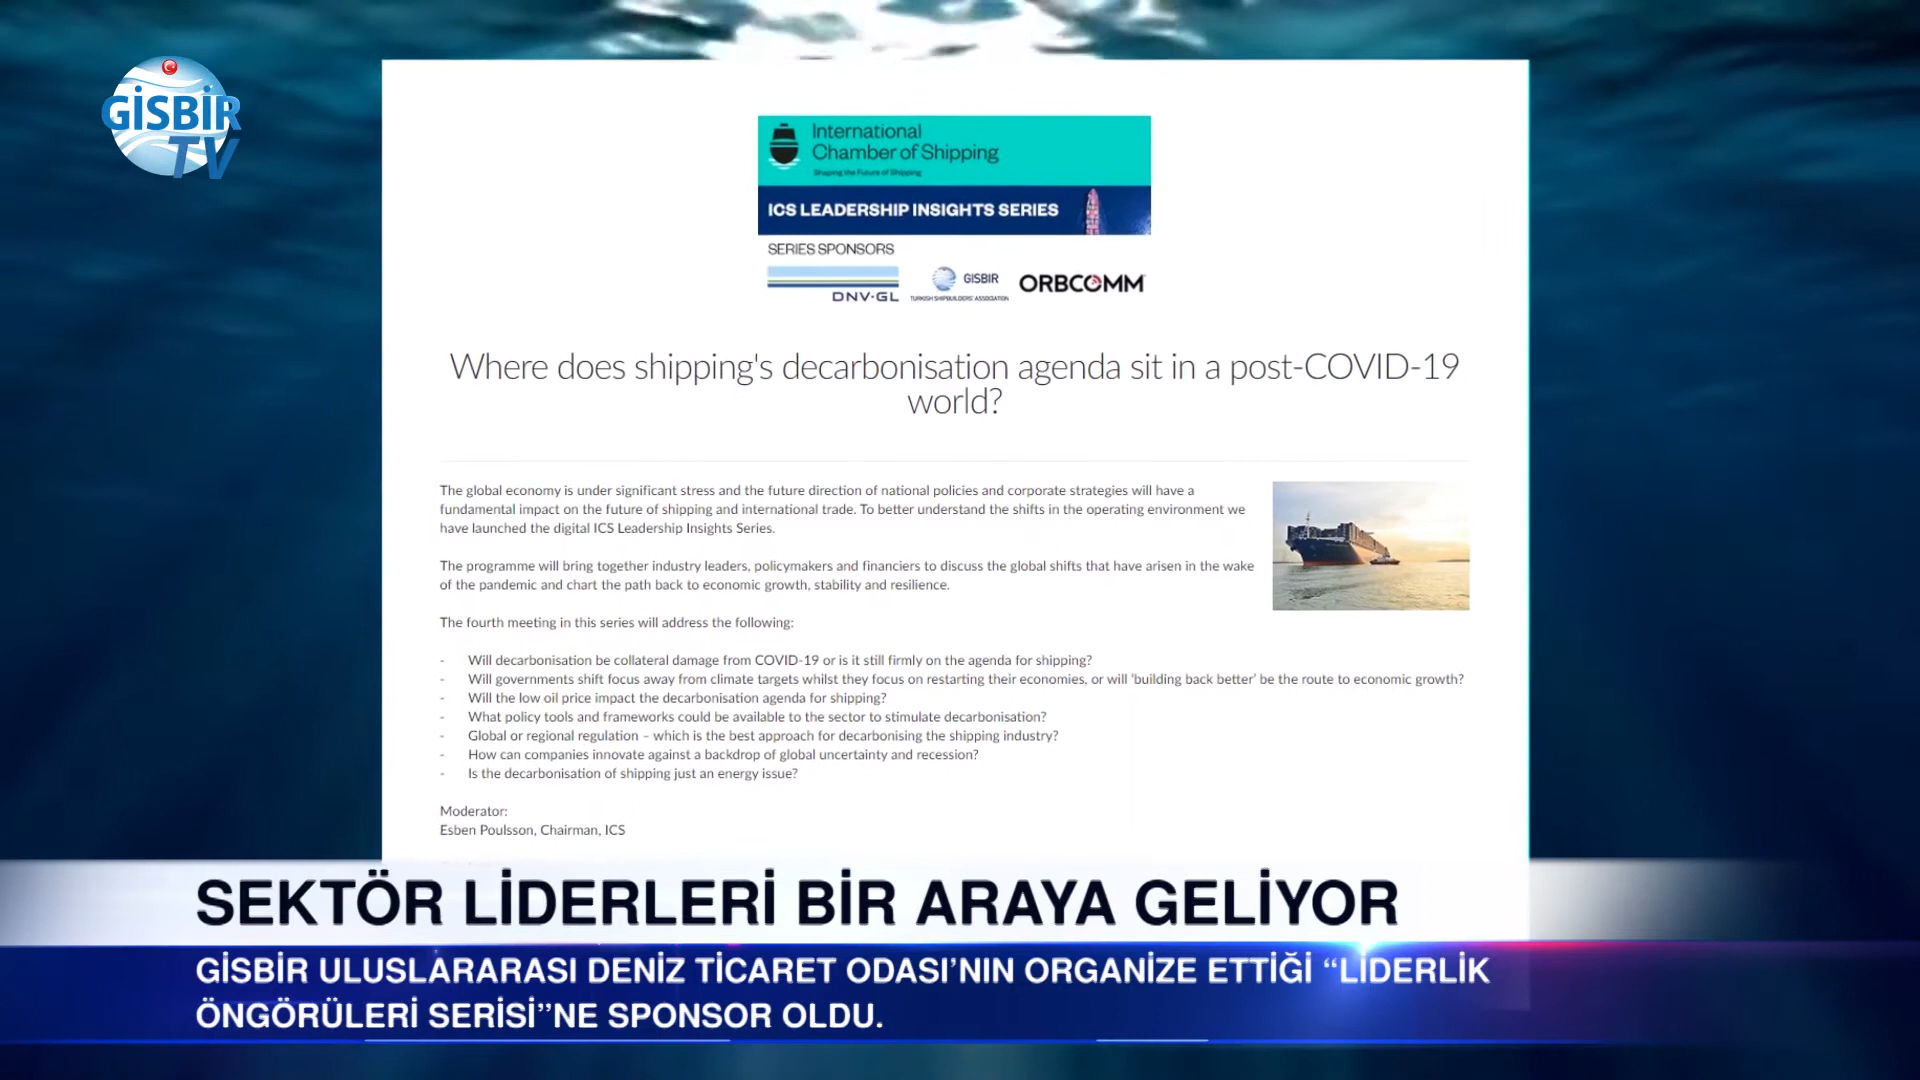 GİSBİR
TV
International
Chamber of Shipping
Shaping the Future of Shipping
ICS LEADERSHIP INSIGHTS SERIES
SERIES SPONSORS
DNV·GL
GISBIR
TURKISH SHIPBUILDERS' ASSOCIATION
ORBCOMM
Where does shipping's decarbonisation agenda sit in a post-COVID-19
world?
The global economy is under significant stress and the future direction of national policies and corporate strategies will have a
fundamental impact on the future of shipping and international trade. To better understand the shifts in the operating environment we
have launched the digital ICS Leadership Insights Series.
The programme will bring together industry leaders, policymakers and financiers to discuss the global shifts that have arisen in the wake
of the pandemic and chart the path back to economic growth, stability and resilience.
The fourth meeting in this series will address the following:
- Will decarbonisation be collateral damage from COVID-19 or is it still firmly on the agenda for shipping?
- Will governments shift focus away from climate targets whilst they focus on restarting their economies, or will 'building back better' be the route to economic growth?
- Will the low oil price impact the decarbonisation agenda for shipping?
- What policy tools and frameworks could be available to the sector to stimulate decarbonisation?
- Global or regional regulation – which is the best approach for decarbonising the shipping industry?
- How can companies innovate against a backdrop of global uncertainty and recession?
- Is the decarbonisation of shipping just an energy issue?
Moderator:
Esben Poulsson, Chairman, ICS
SEKTÖR LİDERLERİ BİR ARAYA GELİYOR
GİSBİR ULUSLARARASI DENİZ TİCARET ODASI'NIN ORGANİZE ETTİĞİ “LİDERLİK
ÖNGÖRÜLERİ SERİSİ”NE SPONSOR OLDU.